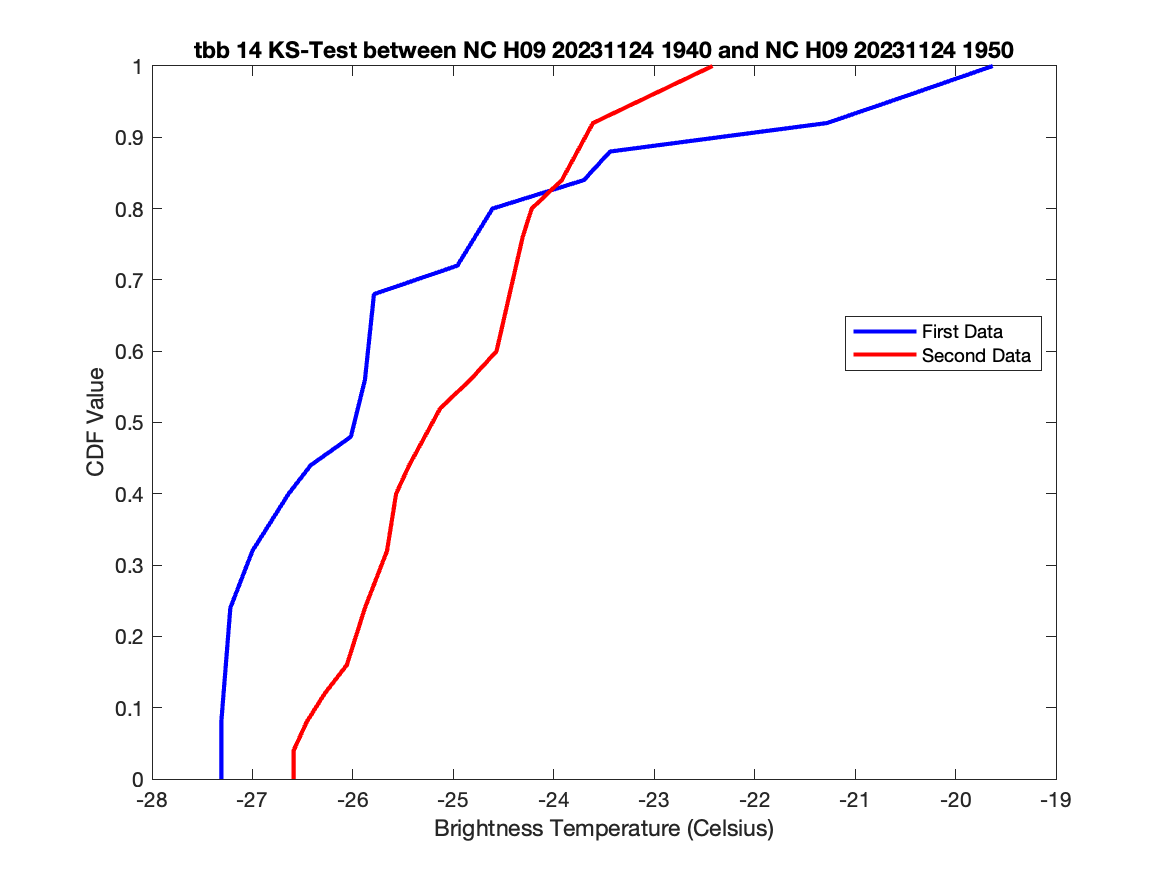 tbb 14 KS-Test between NC H09 20231124 1940 and NC H09 20231124 1950
1
0.9
0.8
0.7
0.6
0.5
0.4
0.3
0.2
0.1
0
CDF Value
First Data
Second Data
-28 -27 -26 -25 -24 -23 -22 -21 -20 -19
Brightness Temperature (Celsius)